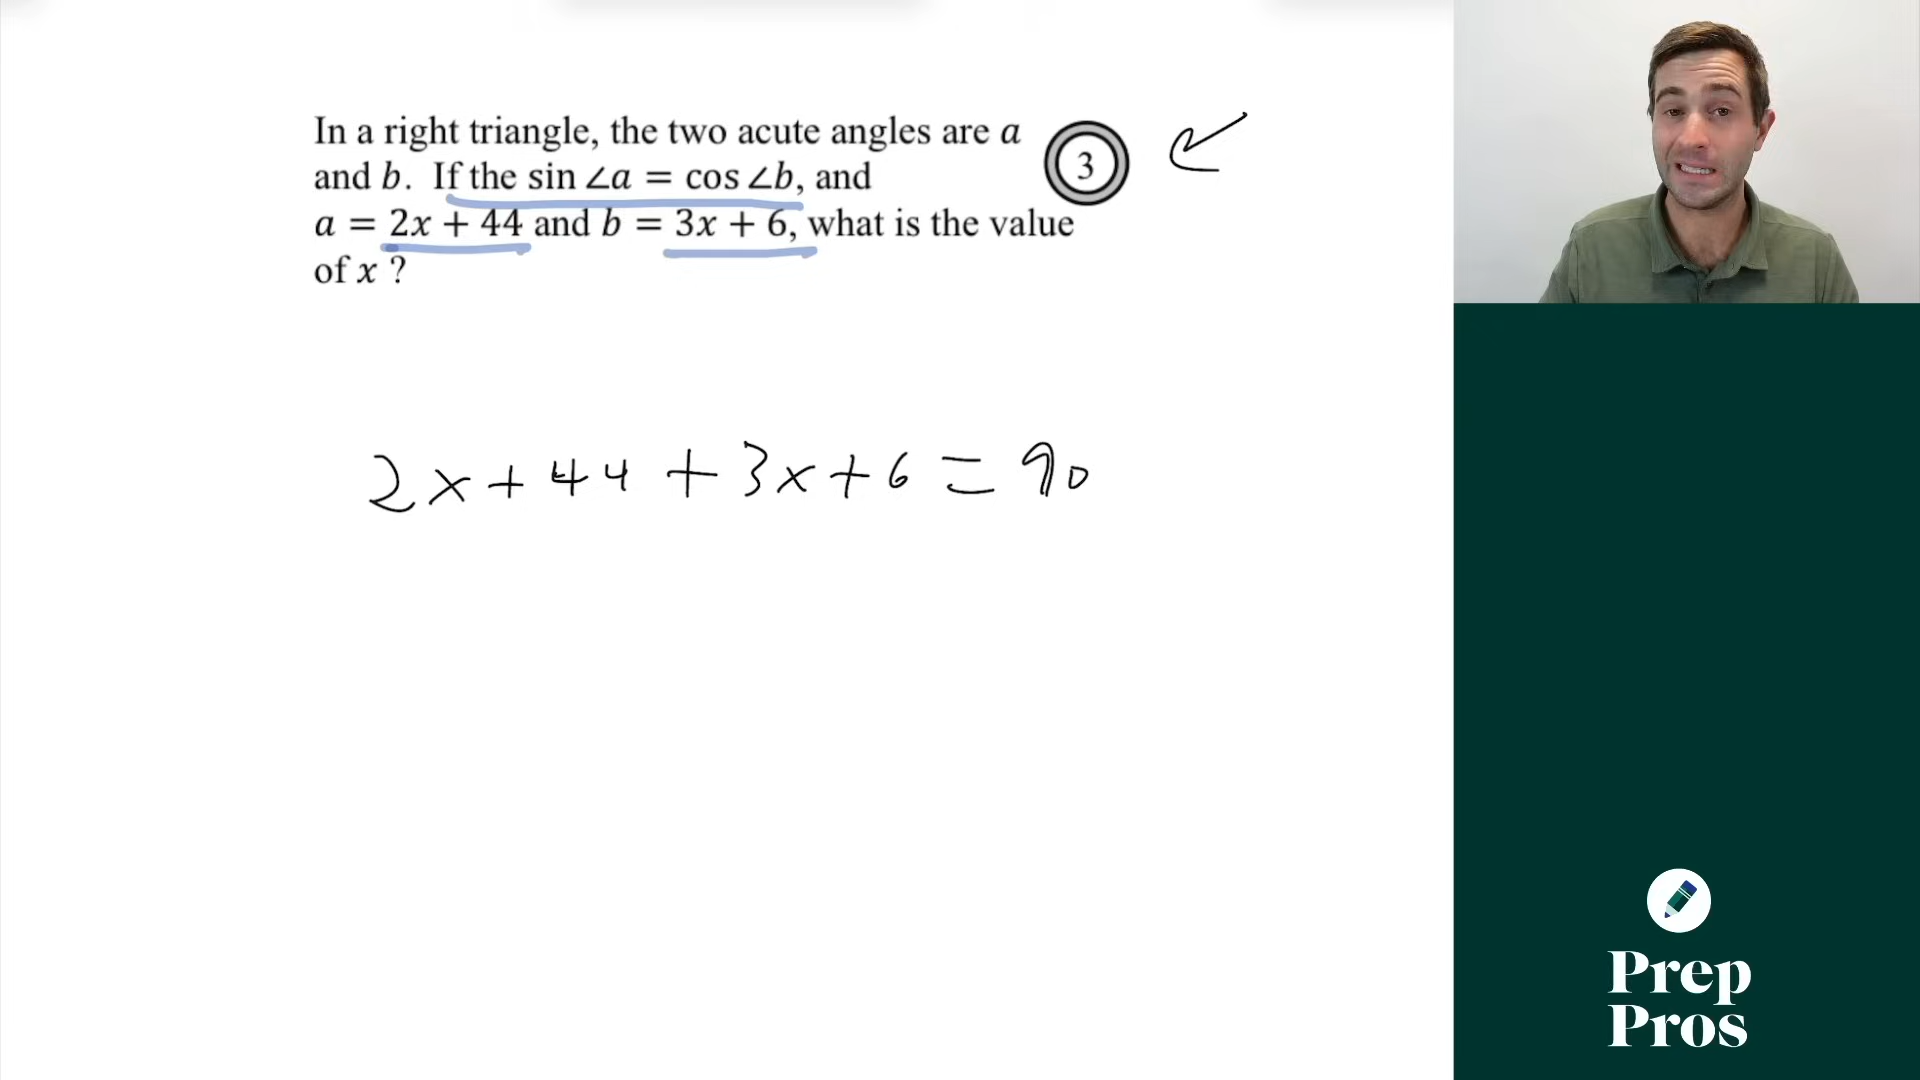 In a right triangle, the two acute angles are a
and b. If the sin ∠a = cos ∠b, and
a = 2x + 44 and b = 3x + 6, what is the value
of x ?
3
2x + 44 + 3x + 6 = 90
Prep
Pros